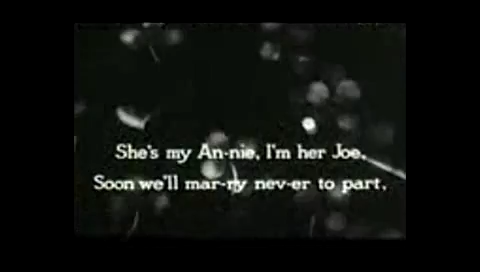 She's my An-nie, I'm her Joe.
Soon we'll mar-ry nev-er to part,